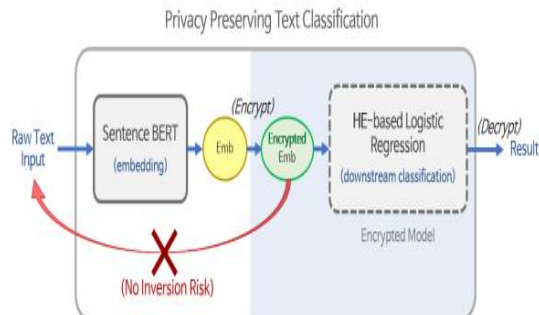 Privacy Preserving Text Classification
Raw Text
Input
Sentence BERT
(embedding)
Emb
(Encrypt)
Encrypted
Emb
HE-based Logistic
Regression
(downstream classification)
Encrypted Model
(Decrypt)
Result
(No Inversion Risk)